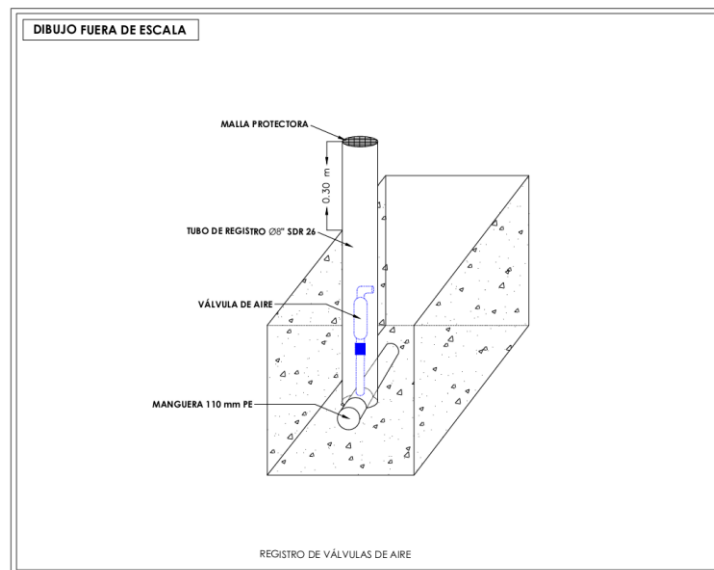 DIBUJO FUERA DE ESCALA
MALLA PROTECTORA
0.30 m
TUBO DE REGISTRO Ø8" SDR 26
VÁLVULA DE AIRE
MANGUERA 110 mm PE
REGISTRO DE VÁLVULAS DE AIRE